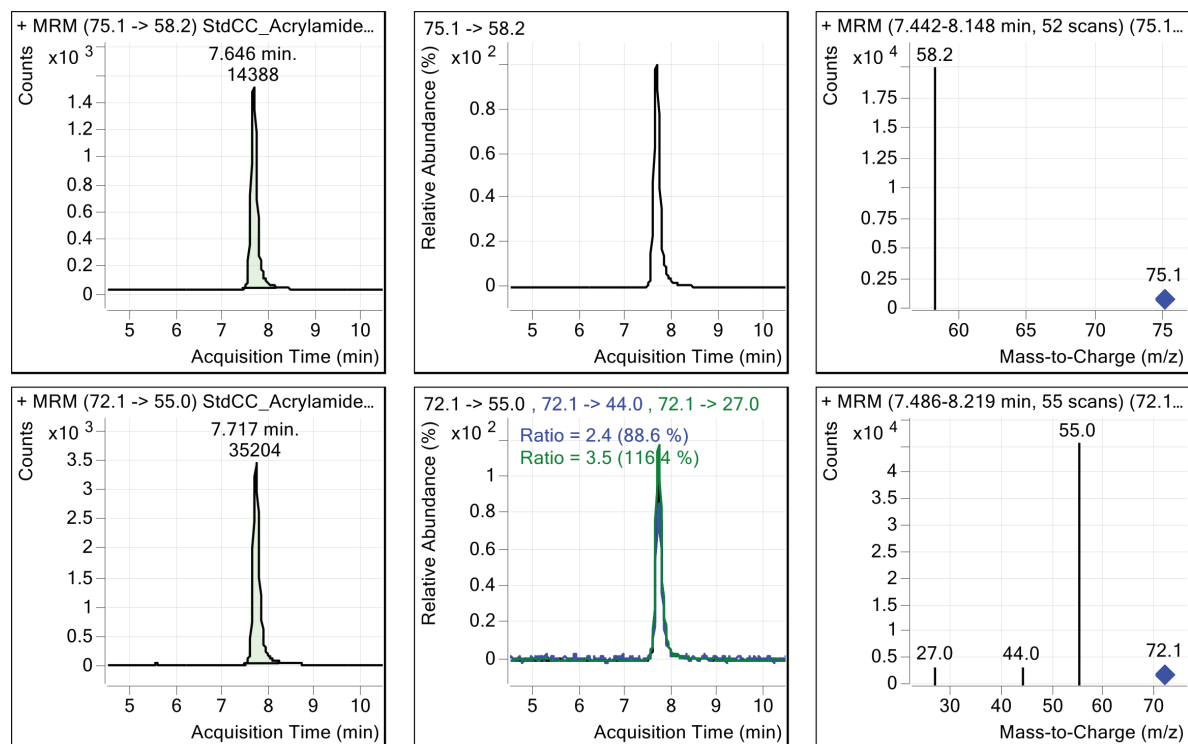 + MRM (75.1 -> 58.2) StdCC_Acrylamide...
x10 3
Counts
7.646 min.
14388
1.4
1.2
1
0.8
0.6
0.4
0.2
0
5 6 7 8 9 10
Acquisition Time (min)
75.1 -> 58.2
x10 2
Relative Abundance (%)
0.8
0.6
0.4
0.2
0
5 6 7 8 9 10
Acquisition Time (min)
+ MRM (7.442-8.148 min, 52 scans) (75.1...
x10 4
Counts
58.2
1.75
1.5
1.25
1
0.75
0.5
0.25
0
75.1
60 65 70 75
Mass-to-Charge (m/z)
+ MRM (72.1 -> 55.0) StdCC_Acrylamide...
x10 3
Counts
7.717 min.
35204
3.5
3
2.5
2
1.5
1
0.5
0
5 6 7 8 9 10
Acquisition Time (min)
72.1 -> 55.0 , 72.1 -> 44.0 , 72.1 -> 27.0
x10 2
Relative Abundance (%)
Ratio = 2.4 (88.6 %)
Ratio = 3.5 (116.4 %)
1
0.8
0.6
0.4
0.2
0
5 6 7 8 9 10
Acquisition Time (min)
+ MRM (7.486-8.219 min, 55 scans) (72.1...
x10 4
Counts
55.0
4
3.5
3
2.5
2
1.5
1
0.5
0
27.0 44.0 72.1
30 40 50 60 70
Mass-to-Charge (m/z)